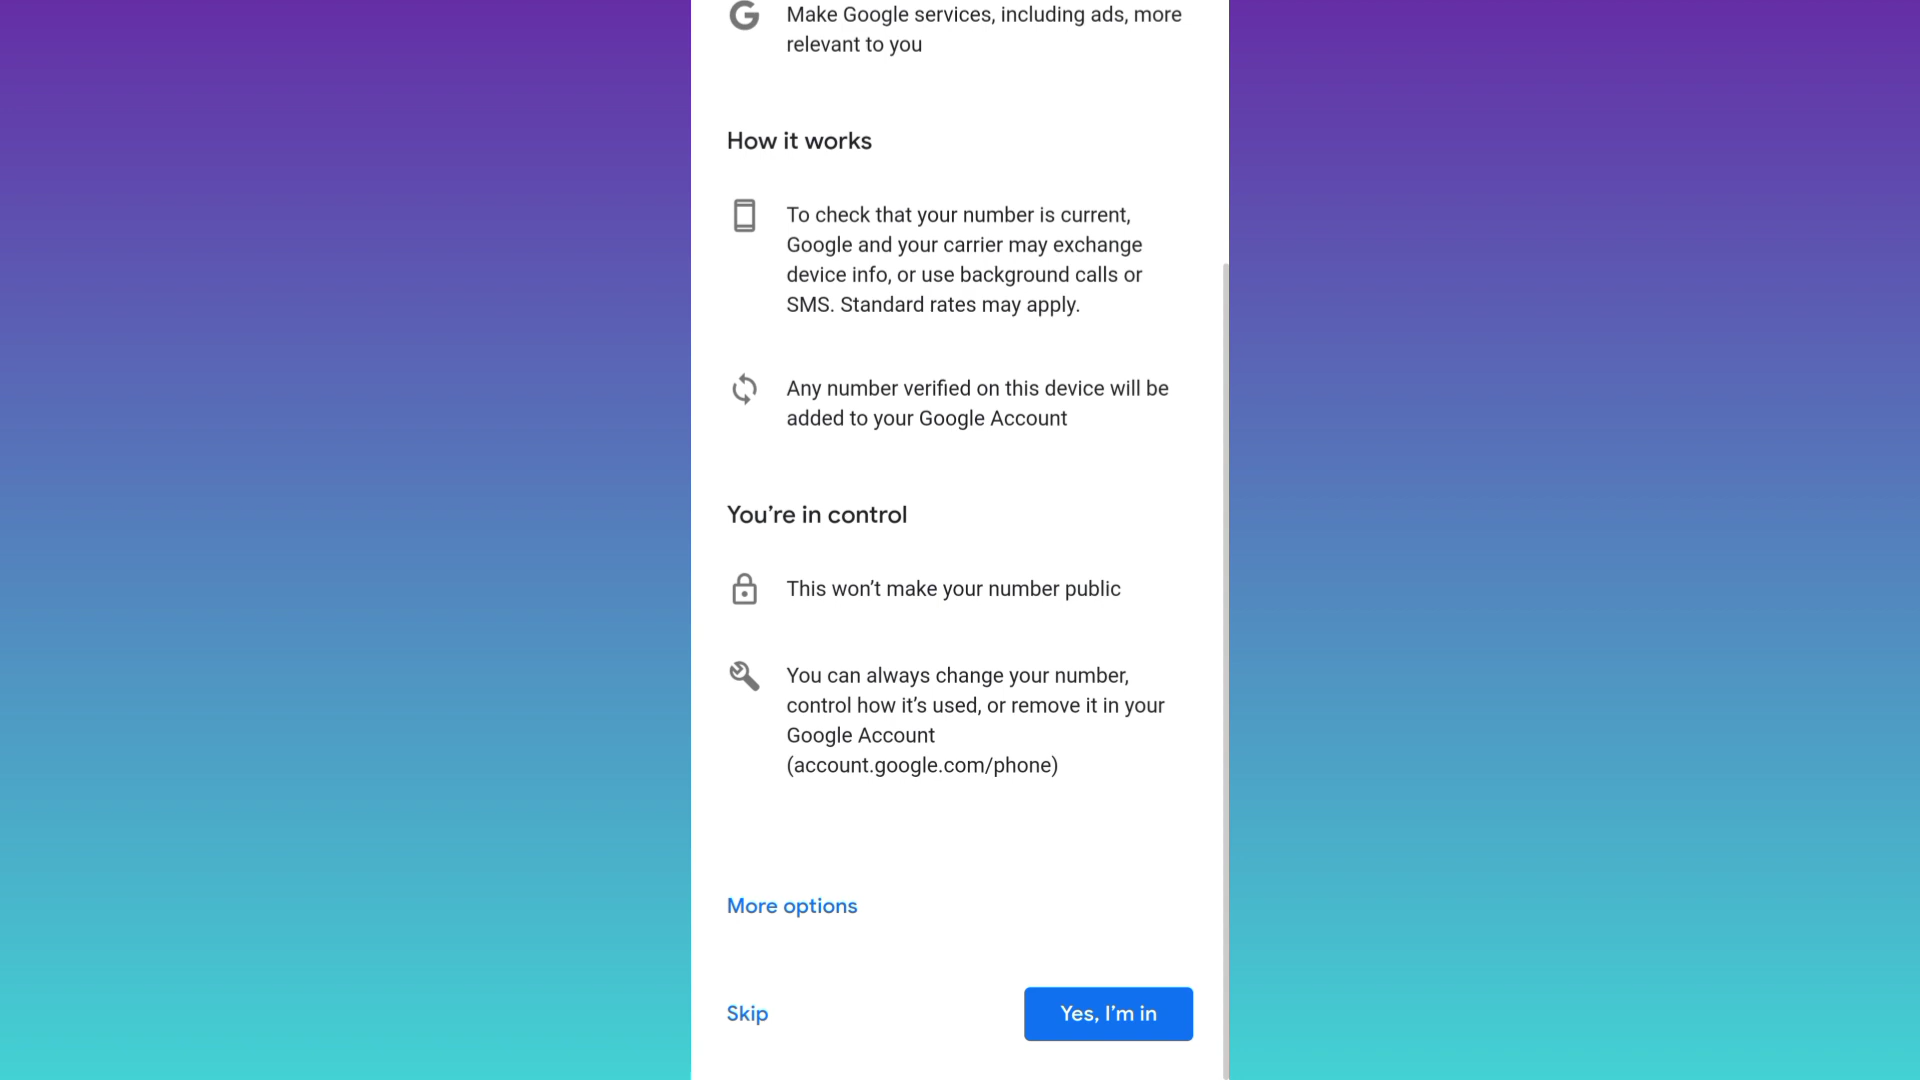 Make Google services, including ads, more
relevant to you
How it works
To check that your number is current,
Google and your carrier may exchange
device info, or use background calls or
SMS. Standard rates may apply.
Any number verified on this device will be
added to your Google Account
You’re in control
This won’t make your number public
You can always change your number,
control how it’s used, or remove it in your
Google Account
(account.google.com/phone)
More options
Skip
Yes, I’m in